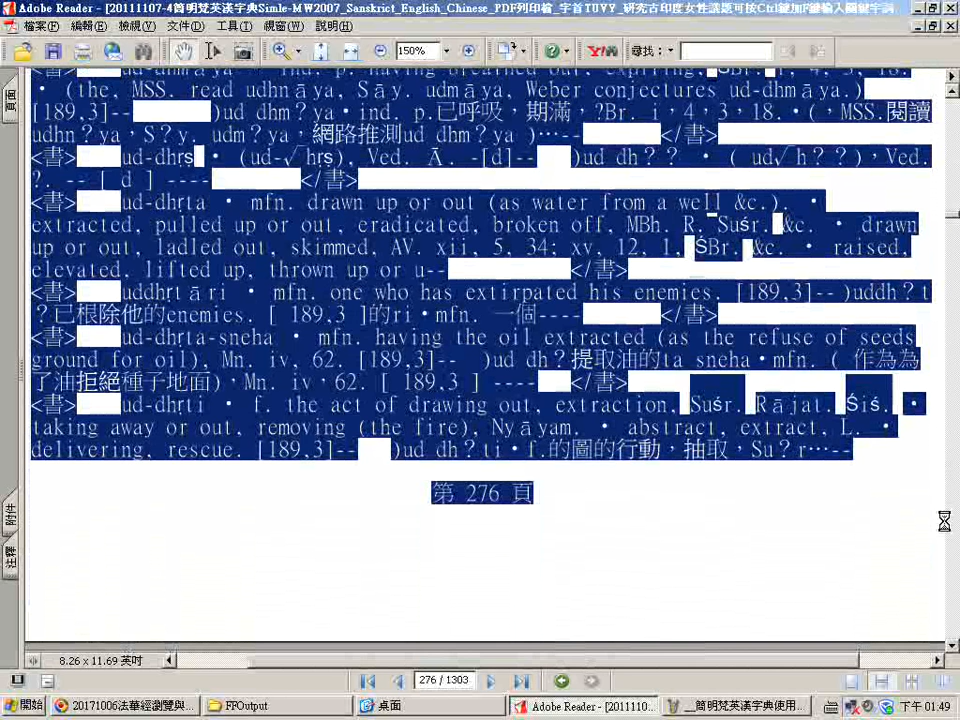 Adobe Reader - [20111107-4簡明梵英漢字典Simle-MW2007_Sanskrict_English_Chinese_PDF列印檔_字首TUVY_研究古印度女性議題可按Ctrl鍵加F鍵輸入關鍵字詞
檔案(F) 編輯(E) 檢視(V) 文件(D) 工具(T) 視窗(W) 說明(H)
150% Y! 尋找：
頁面
• (the, MSS. read udhnāya, Sāy. udmāya, Weber conjectures ud-dhmāya.)
[189,3]-- )ud dhm？ya • ind. p.已呼吸，期滿，?Br. i，4，3，18. • (，MSS.閱讀
udhn？ya，S？y. udm？ya，網路推測ud dhm？ya )…-- </書>
<書> ud-dhṛṣ • (ud-√hṛṣ), Ved. Ā. -[d]-- )ud dh？？ • ( ud√h？？)，Ved.
?. -- [ d ] ---- </書>
<書> ud-dhṛta • mfn. drawn up or out (as water from a well &c.). •
extracted, pulled up or out, eradicated, broken off, MBh. R. Suśr. &c. • drawn
up or out, ladled out, skimmed, AV. xii, 5, 34; xv, 12, 1, ŚBr. &c. • raised,
elevated, lifted up, thrown up or u-- </書>
<書> uddhṛtāri • mfn. one who has extirpated his enemies. [189,3]-- )uddh？t
？已根除他的enemies. [ 189,3 ]的ri • mfn. 一個---- </書>
<書> ud-dhṛta-sneha • mfn. having the oil extracted (as the refuse of seeds
ground for oil), Mn. iv, 62. [189,3]-- )ud dh？提取油的ta sneha • mfn. ( 作為為
了油拒絕種子地面)，Mn. iv，62. [ 189,3 ] ---- </書>
<書> ud-dhṛti • f. the act of drawing out, extraction, Suśr. Rājat. Śiś. •
taking away or out, removing (the fire), Nyāyam. • abstract, extract, L. •
delivering, rescue. [189,3]-- )ud dh？ti • f.的圖的行動，抽取，Su？r…--
第 276 頁
附件
注釋
8.26 x 11.69 英吋
276 / 1303
開始 20171006法華經瀏覽與... FFOutput 桌面 Adobe Reader - [2011110... __簡明梵英漢字典使用... 下午 01:49